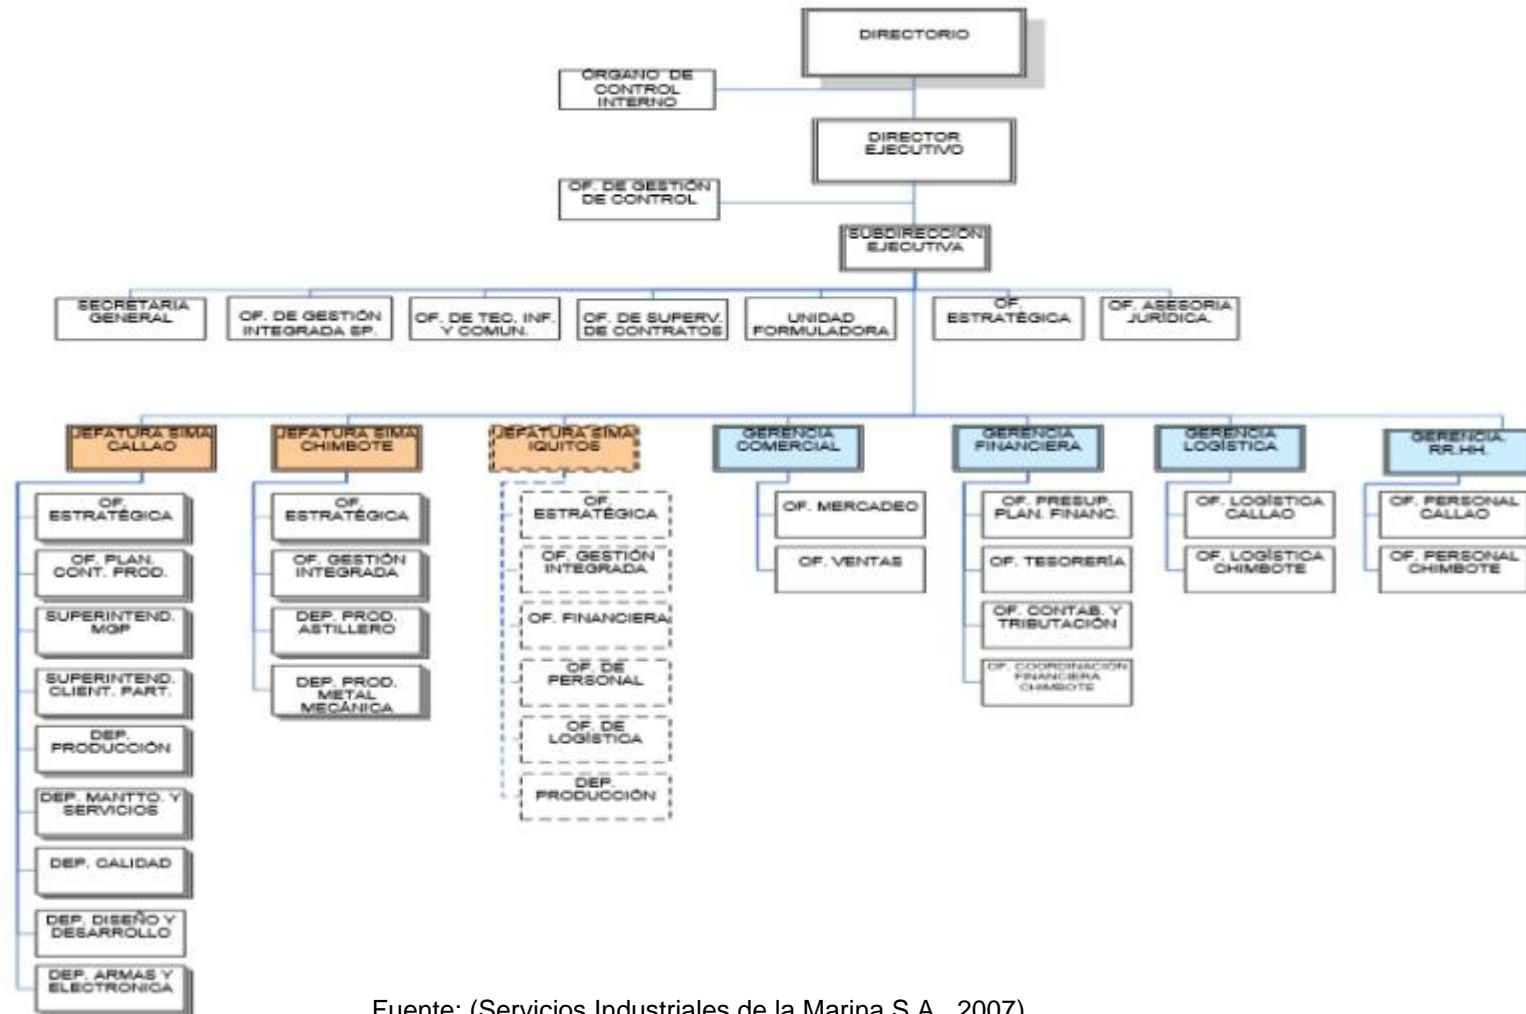 DIRECTORIO
ÓRGANO DE
CONTROL
INTERNO
DIRECTOR
EJECUTIVO
OF. DE GESTIÓN
DE CONTROL
SUBDIRECCIÓN
EJECUTIVA
SECRETARIA
GENERAL
OF. DE GESTIÓN
INTEGRADA SP.
OF. DE TEC. INF.
Y COMUN.
OF. DE SUPERV.
DE CONTRATOS
UNIDAD
FORMULADORA
OF.
ESTRATÉGICA
OF. ASESORIA
JURÍDICA.
JEFATURA SIMA
CALLAO
OF.
ESTRATÉGICA
OF. PLAN.
CONT. PROD.
SUPERINTEND.
MGP
SUPERINTEND.
CLIENT. PART.
DEP.
PRODUCCIÓN
DEP. MANTTO. Y
SERVICIOS
DEP. CALIDAD
DEP. DISEÑO Y
DESARROLLO
DEP. ARMAS Y
ELECTRONICA
JEFATURA SIMA
CHIMBOTE
OF.
ESTRATÉGICA
OF. GESTIÓN
INTEGRADA
DEP. PROD.
ASTILLERO
DEP. PROD.
METAL
MECÁNICA
JEFATURA SIMA
IQUITOS
OF.
ESTRATÉGICA
OF. GESTIÓN
INTEGRADA
OF. FINANCIERA
OF. DE
PERSONAL
OF. DE
LOGÍSTICA
DEP.
PRODUCCIÓN
GERENCIA
COMERCIAL
OF. MERCADEO
OF. VENTAS
GERENCIA
FINANCIERA
OF. PRESUP.
PLAN. FINANC.
OF. TESORERÍA
OF. CONTAB. Y
TRIBUTACIÓN
OF. COORDINACIÓN
FINANCIERA
CHIMBOTE
GERENCIA
LOGÍSTICA
OF. LOGÍSTICA
CALLAO
OF. LOGÍSTICA
CHIMBOTE
GERENCIA.
RR.HH.
OF. PERSONAL
CALLAO
OF. PERSONAL
CHIMBOTE
Fuente: (Servicios Industriales de la Marina S.A., 2007)